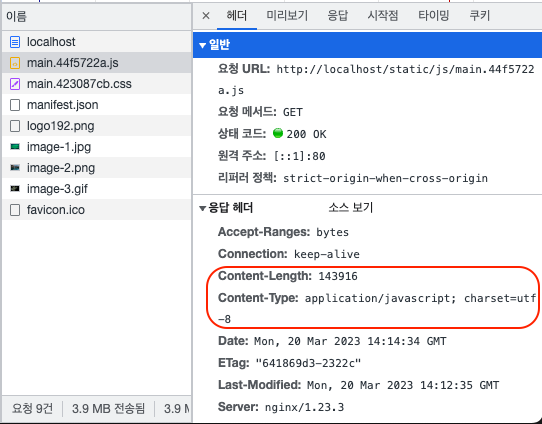 이름
localhost
main.44f5722a.js
main.423087cb.css
manifest.json
logo192.png
image-1.jpg
image-2.png
image-3.gif
favicon.ico
요청 9건 3.9 MB 전송됨 3.9 M
× 헤더 미리보기 응답 시작점 타이밍 쿠키
▼ 일반
요청 URL: http://localhost/static/js/main.44f5722
a.js
요청 메서드: GET
상태 코드: 200 OK
원격 주소: [::1]:80
리퍼러 정책: strict-origin-when-cross-origin
▼ 응답 헤더 소스 보기
Accept-Ranges: bytes
Connection: keep-alive
Content-Length: 143916
Content-Type: application/javascript; charset=utf
-8
Date: Mon, 20 Mar 2023 14:14:34 GMT
ETag: "641869d3-2322c"
Last-Modified: Mon, 20 Mar 2023 14:12:35 GMT
Server: nginx/1.23.3